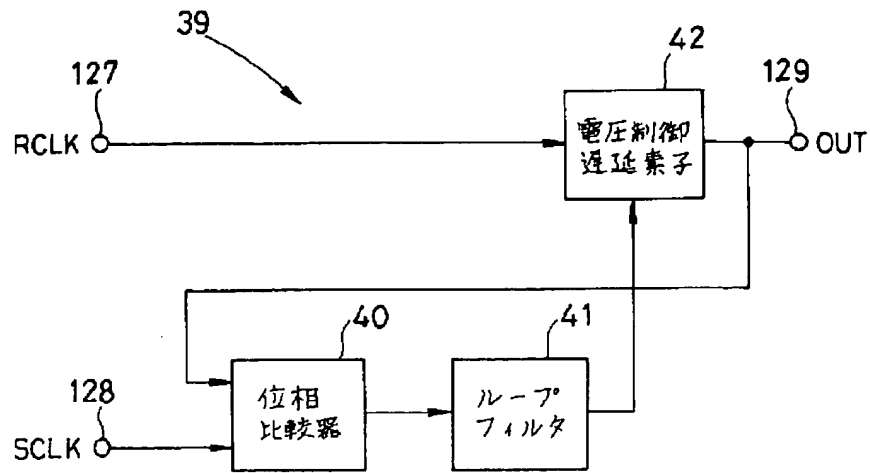 39
42
127
129
RCLK
電圧制御
遅延素子
OUT
40
41
128
位相
比較器
ループ
フィルタ
SCLK